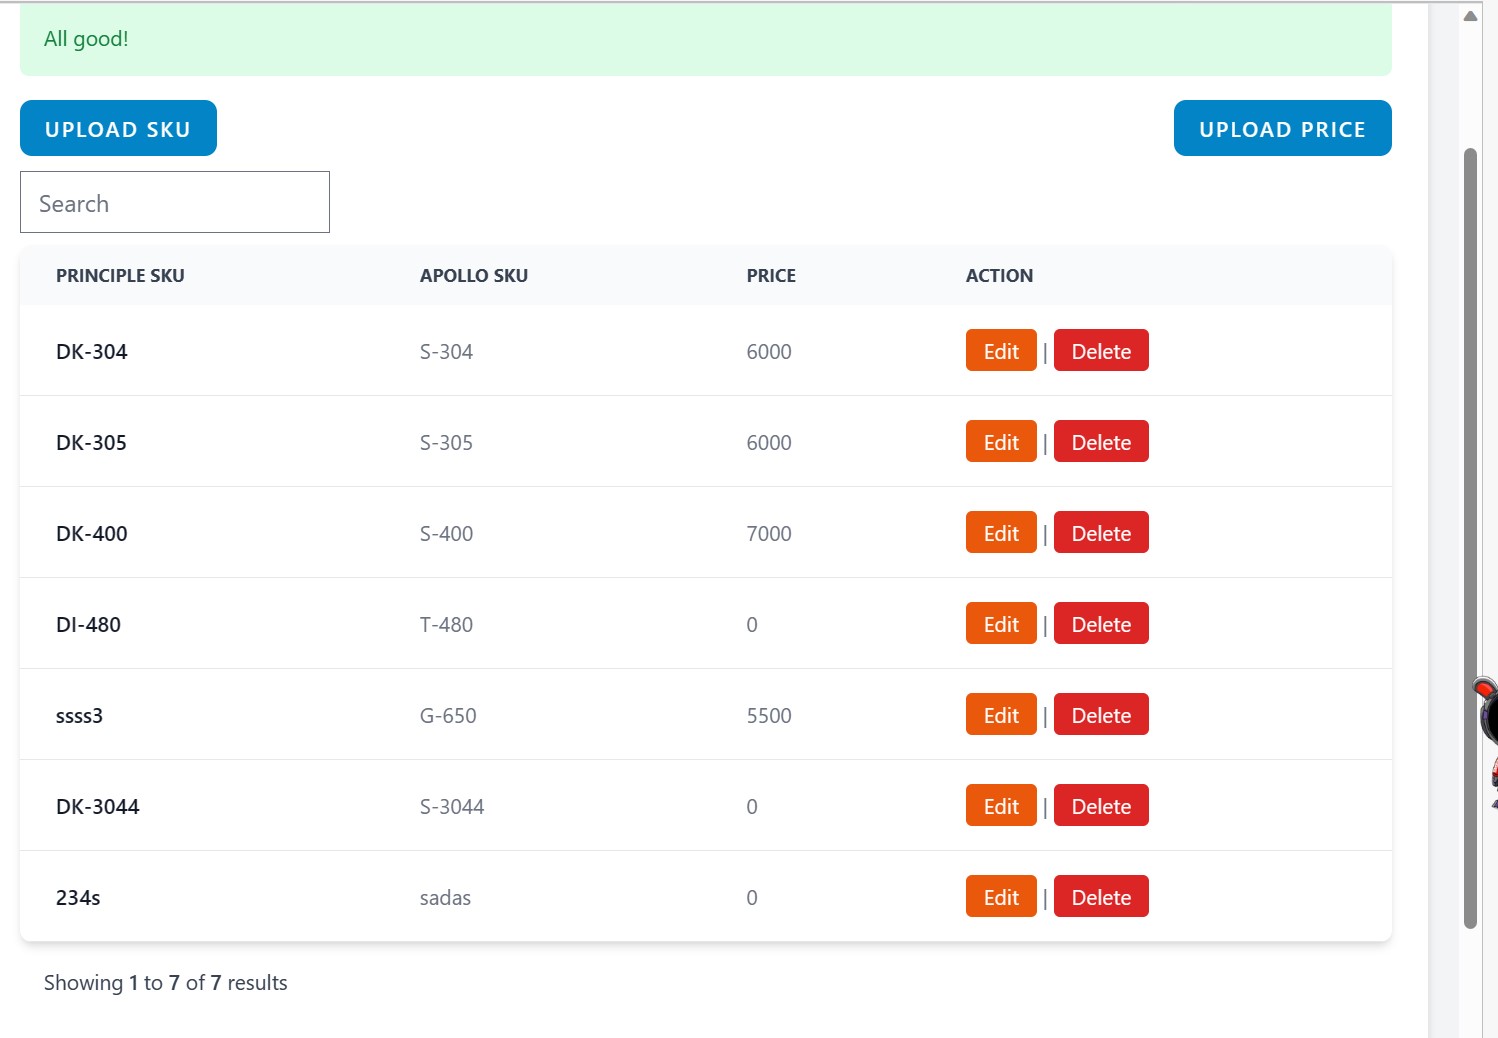 All good!
UPLOAD SKU UPLOAD PRICE
Search
PRINCIPLE SKU APOLLO SKU PRICE ACTION
DK-304 S-304 6000 Edit | Delete
DK-305 S-305 6000 Edit | Delete
DK-400 S-400 7000 Edit | Delete
DI-480 T-480 0 Edit | Delete
ssss3 G-650 5500 Edit | Delete
DK-3044 S-3044 0 Edit | Delete
234s sadas 0 Edit | Delete
Showing 1 to 7 of 7 results